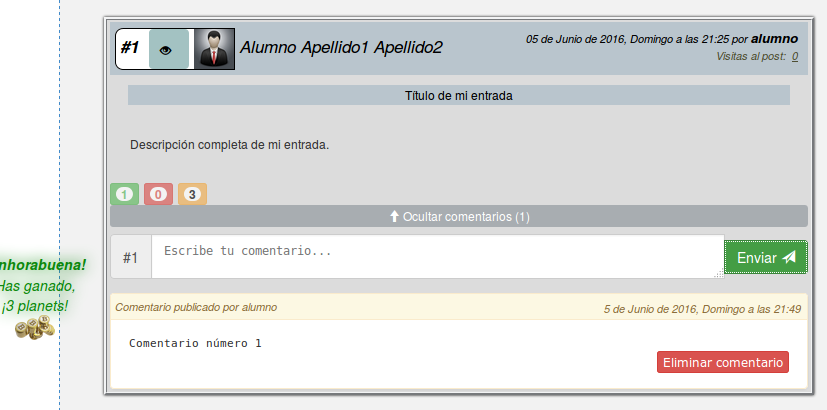 #1
Alumno Apellido1 Apellido2
05 de Junio de 2016, Domingo a las 21:25 por alumno
Visitas al post: 0
Título de mi entrada
Descripción completa de mi entrada.
1 0 3
Ocultar comentarios (1)
#1
Escribe tu comentario...
Enviar
nhorabuena!
Has ganado,
¡3 planets!
Comentario publicado por alumno
5 de Junio de 2016, Domingo a las 21:49
Comentario número 1
Eliminar comentario